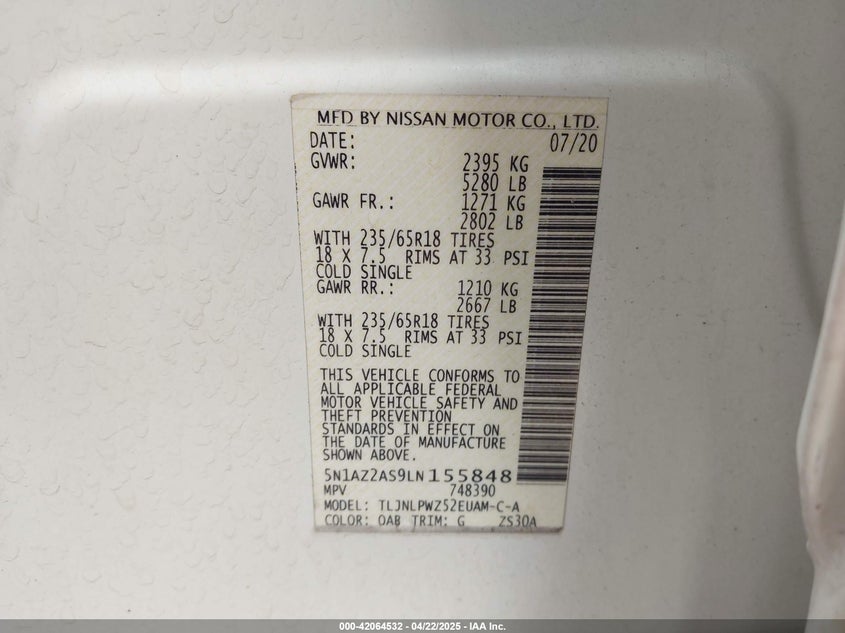 MFD BY NISSAN MOTOR CO., LTD.
DATE: 07/20
GVWR: 2395 KG
5280 LB
GAWR FR.: 1271 KG
2802 LB
WITH 235/65R18 TIRES
18 X 7.5 RIMS AT 33 PSI
COLD SINGLE
GAWR RR.: 1210 KG
2667 LB
WITH 235/65R18 TIRES
18 X 7.5 RIMS AT 33 PSI
COLD SINGLE
THIS VEHICLE CONFORMS TO
ALL APPLICABLE FEDERAL
MOTOR VEHICLE SAFETY AND
THEFT PREVENTION
STANDARDS IN EFFECT ON
THE DATE OF MANUFACTURE
SHOWN ABOVE.
5N1AZ2AS9LN155848
MPV 748390
MODEL: TLJNLPWZ52EUAM-C-A
COLOR: QAB TRIM: G ZS30A
000-42064532 - 04/22/2025 - IAA Inc.